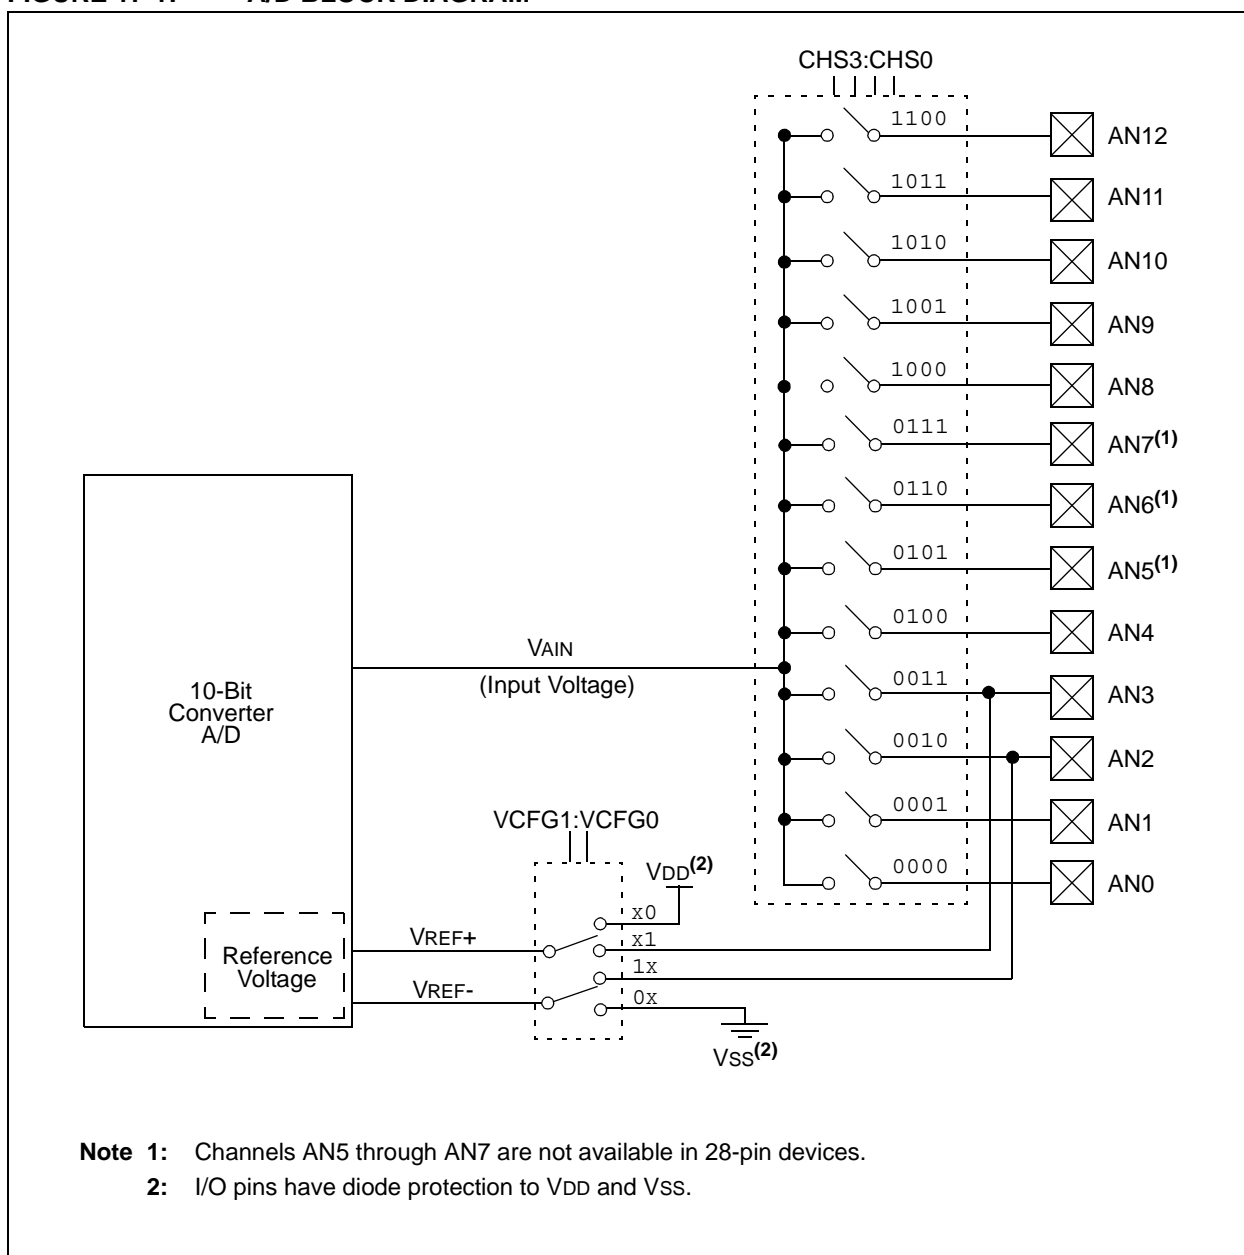 CHS3:CHS0
1100 AN12
1011 AN11
1010 AN10
1001 AN9
1000 AN8
0111 AN7(1)
0110 AN6(1)
0101 AN5(1)
0100 AN4
VAIN
(Input Voltage)
0011 AN3
10-Bit
Converter
A/D
0010 AN2
0001 AN1
VCFG1:VCFG0
0000 AN0
VDD(2)
x0
VREF+
x1
Reference
Voltage
1x
VREF-
0x
VSS(2)
Note 1: Channels AN5 through AN7 are not available in 28-pin devices.
2: I/O pins have diode protection to VDD and VSS.